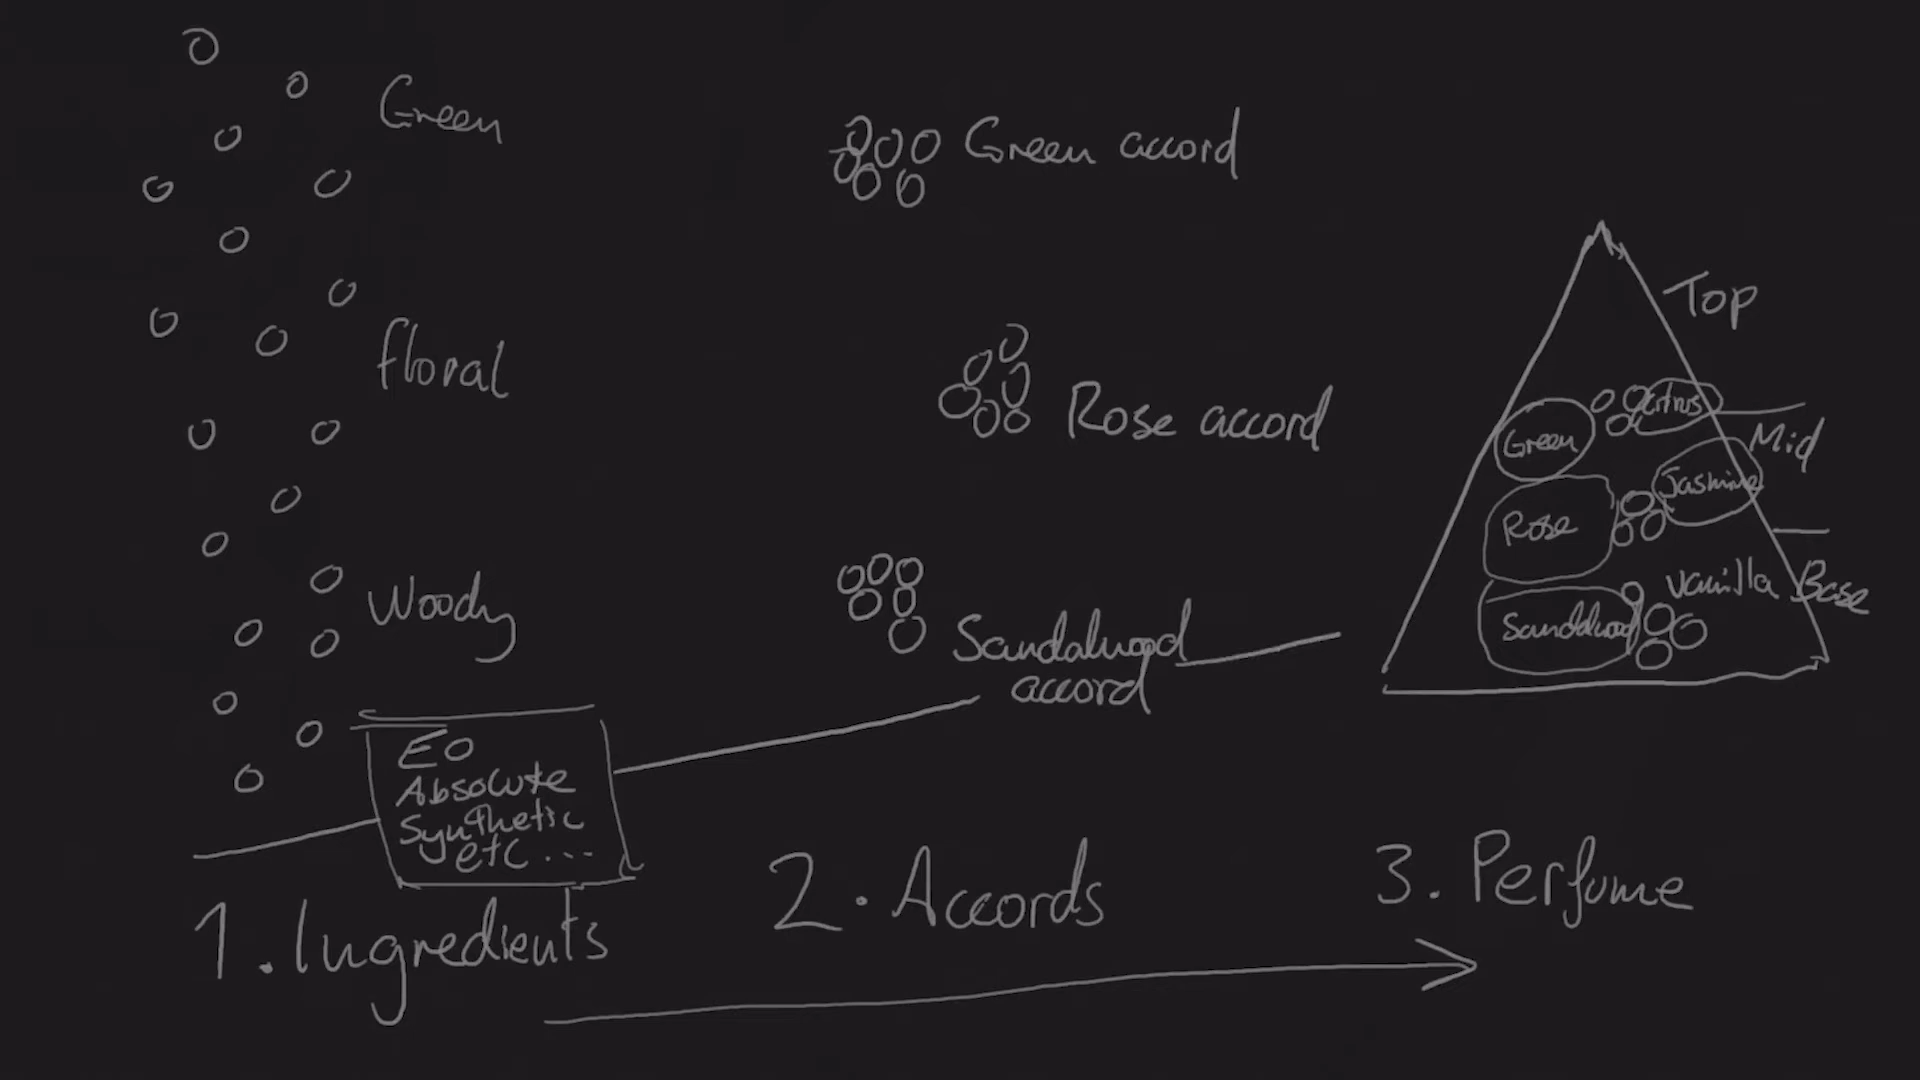 Green
Floral
Woody
EO
Absolute
Synthetic
etc ...
1. Ingredients
Green accord
Rose accord
Sandalwood
accord
2. Accords
Top
Mid
Base
Green
Citrus
Rose
Jasmine
Sandalwood
Vanilla
3. Perfume